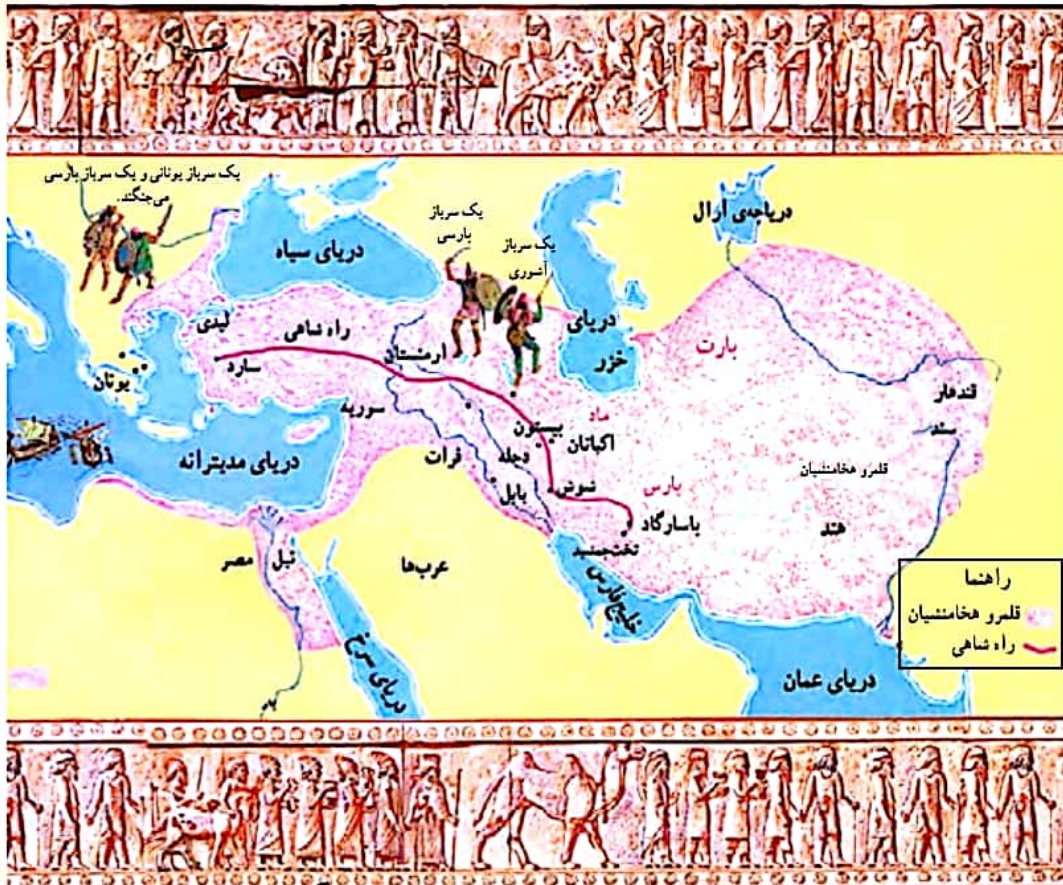 یک سرباز یونانی و یک سرباز پارسی
می‌جنگند.
یک سرباز
پارسی
یک سرباز
آشوری
دریاچه‌ی آرال
دریای سیاه
دریای
خزر
لیدی
راه شاهی
سارد
ارمنستان
یونان
پارت
قندهار
سند
سوریه
ماد
بیستون
اکباتان
دریای مدیترانه
فرات
دجله
بابل
شوش
پارس
پاسارگاد
تخت‌جمشید
قلمرو هخامنشیان
هند
مصر
نیل
عرب‌ها
خلیج فارس
دریای سرخ
دریای عمان
راهنما
قلمرو هخامنشیان
راه شاهی